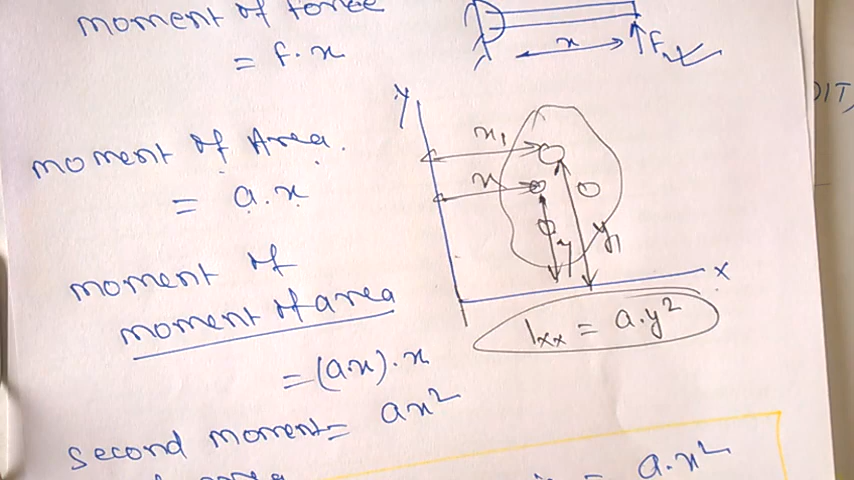 moment of force
= f.x
x
F
y
x₁
moment of Area.
x
= a.x
y
y₁
moment of
x
moment of area
Ixx = a.y²
= (a.x).x
second moment = ax²
= a.x²